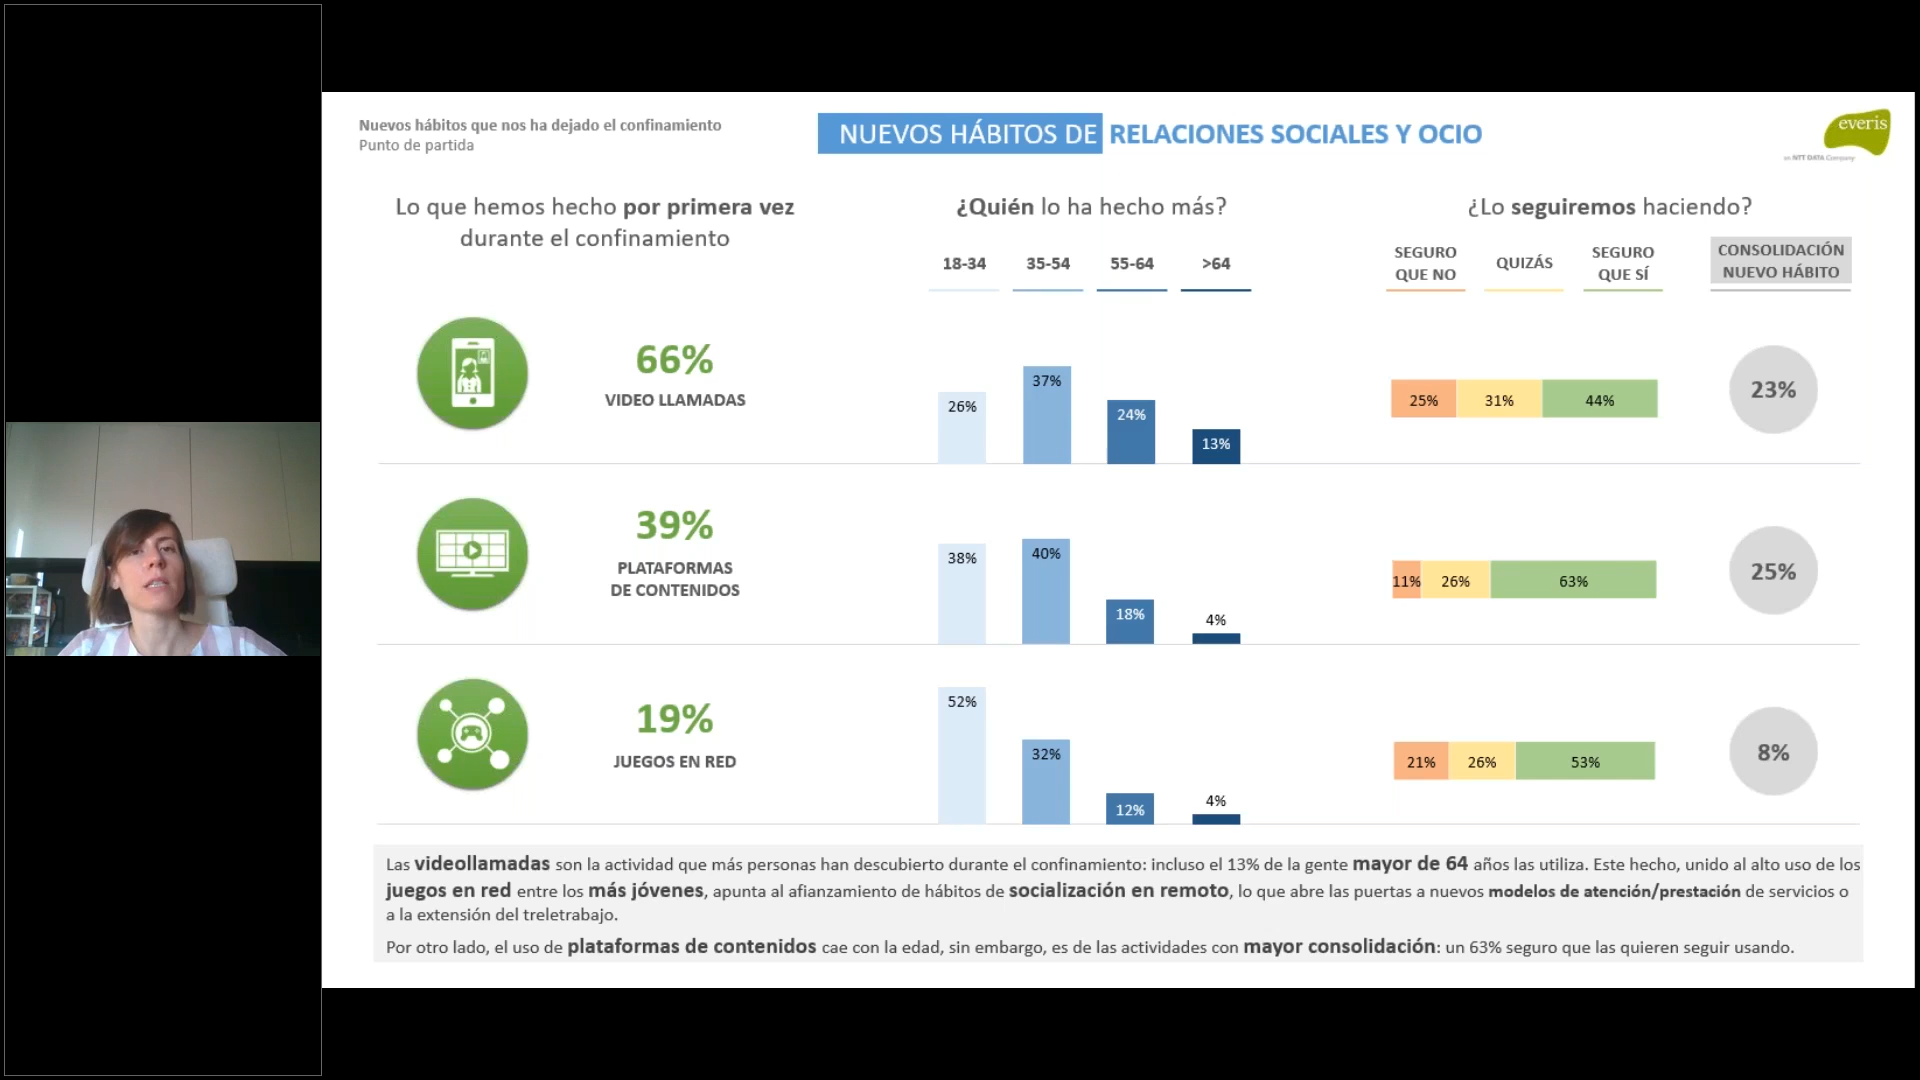 Nuevos hábitos que nos ha dejado el confinamiento
Punto de partida
NUEVOS HÁBITOS DE RELACIONES SOCIALES Y OCIO
everis
an NTT DATA Company
Lo que hemos hecho por primera vez
durante el confinamiento
¿Quién lo ha hecho más?
18-34 35-54 55-64 >64
¿Lo seguiremos haciendo?
SEGURO
QUE NO
QUIZÁS
SEGURO
QUE SÍ
CONSOLIDACIÓN
NUEVO HÁBITO
66%
VIDEO LLAMADAS
26% 37% 24% 13%
25% 31% 44%
23%
39%
PLATAFORMAS
DE CONTENIDOS
38% 40% 18% 4%
11% 26% 63%
25%
19%
JUEGOS EN RED
52% 32% 12% 4%
21% 26% 53%
8%
Las videollamadas son la actividad que más personas han descubierto durante el confinamiento: incluso el 13% de la gente mayor de 64 años las utiliza. Este hecho, unido al alto uso de los
juegos en red entre los más jóvenes, apunta al afianzamiento de hábitos de socialización en remoto, lo que abre las puertas a nuevos modelos de atención/prestación de servicios o
a la extensión del treletrabajo.
Por otro lado, el uso de plataformas de contenidos cae con la edad, sin embargo, es de las actividades con mayor consolidación: un 63% seguro que las quieren seguir usando.